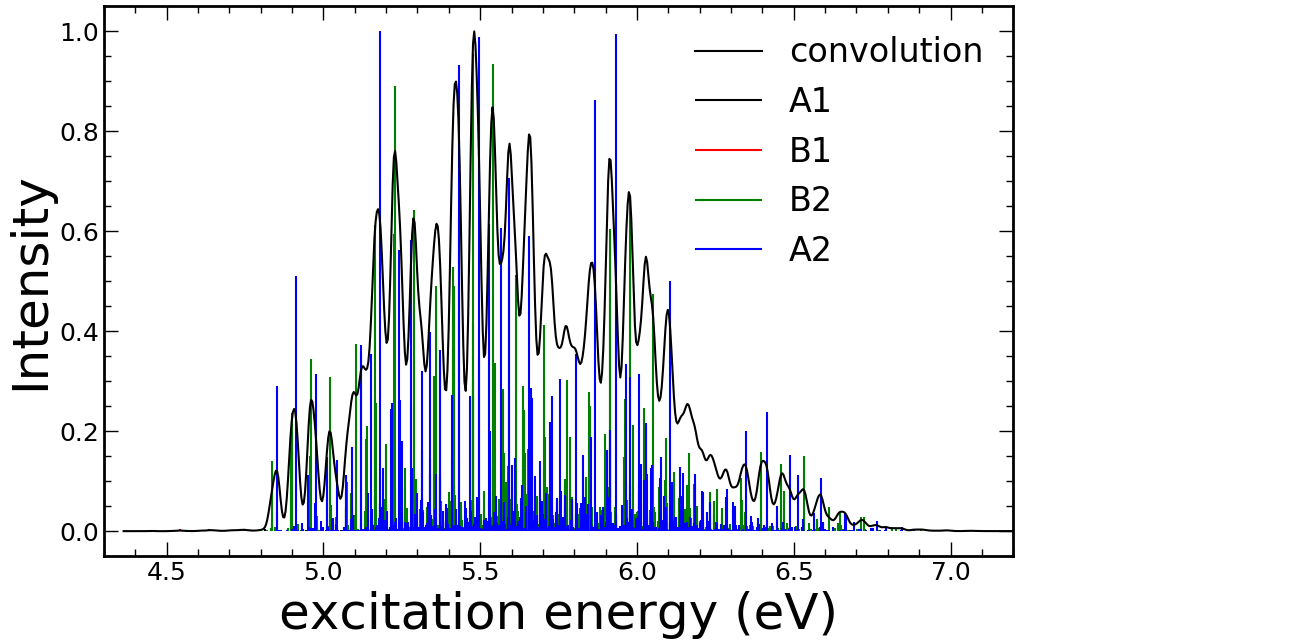 1.0
0.8
0.6
0.4
0.2
0.0
Intensity
convolution
A1
B1
B2
A2
4.5 5.0 5.5 6.0 6.5 7.0
excitation energy (eV)